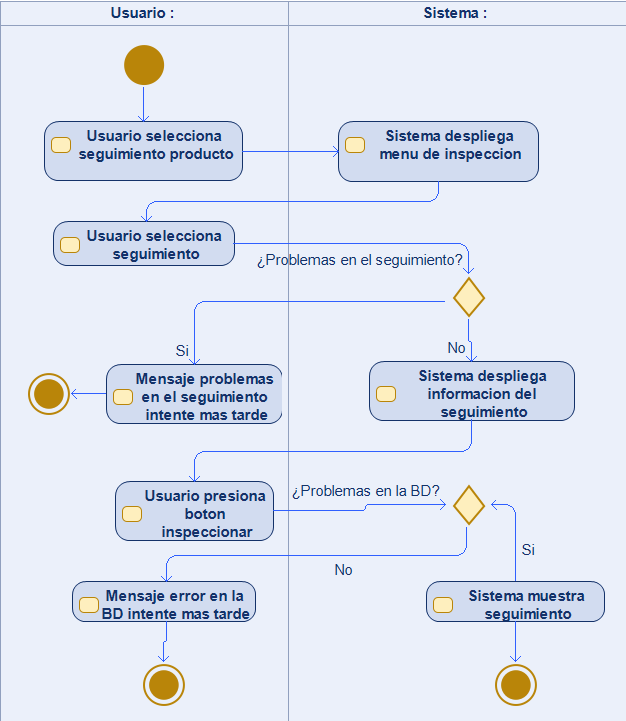 Usuario :
Sistema :
Usuario selecciona
seguimiento producto
Sistema despliega
menu de inspeccion
Usuario selecciona
seguimiento
¿Problemas en el seguimiento?
Si
No
Mensaje problemas
en el seguimiento
intente mas tarde
Sistema despliega
informacion del
seguimiento
Usuario presiona
boton
inspeccionar
¿Problemas en la BD?
Si
No
Mensaje error en la
BD intente mas tarde
Sistema muestra
seguimiento